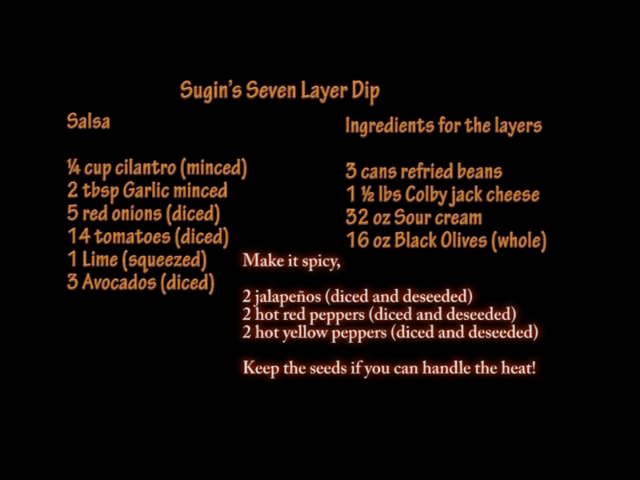 Sugin's Seven Layer Dip
Salsa
¼ cup cilantro (minced)
2 tbsp Garlic minced
5 red onions (diced)
14 tomatoes (diced)
1 Lime (squeezed)
3 Avocados (diced)
Ingredients for the layers
3 cans refried beans
1 ½ lbs Colby jack cheese
32 oz Sour cream
16 oz Black Olives (whole)
Make it spicy,
2 jalapeños (diced and deseeded)
2 hot red peppers (diced and deseeded)
2 hot yellow peppers (diced and deseeded)
Keep the seeds if you can handle the heat!